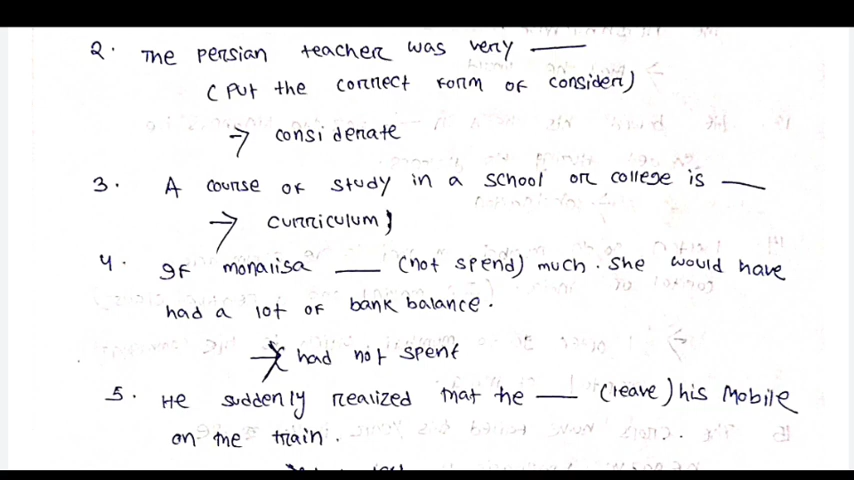 2. The persian teacher was very ___
(Put the correct form of consider)
→ considerate
3. A course of study in a school or college is ___
→ curriculum
4. If monalisa ___ (not spend) much. She would have
had a lot of bank balance.
→ had not spent
5. He suddenly realized that he ___ (leave) his Mobile
on the train.